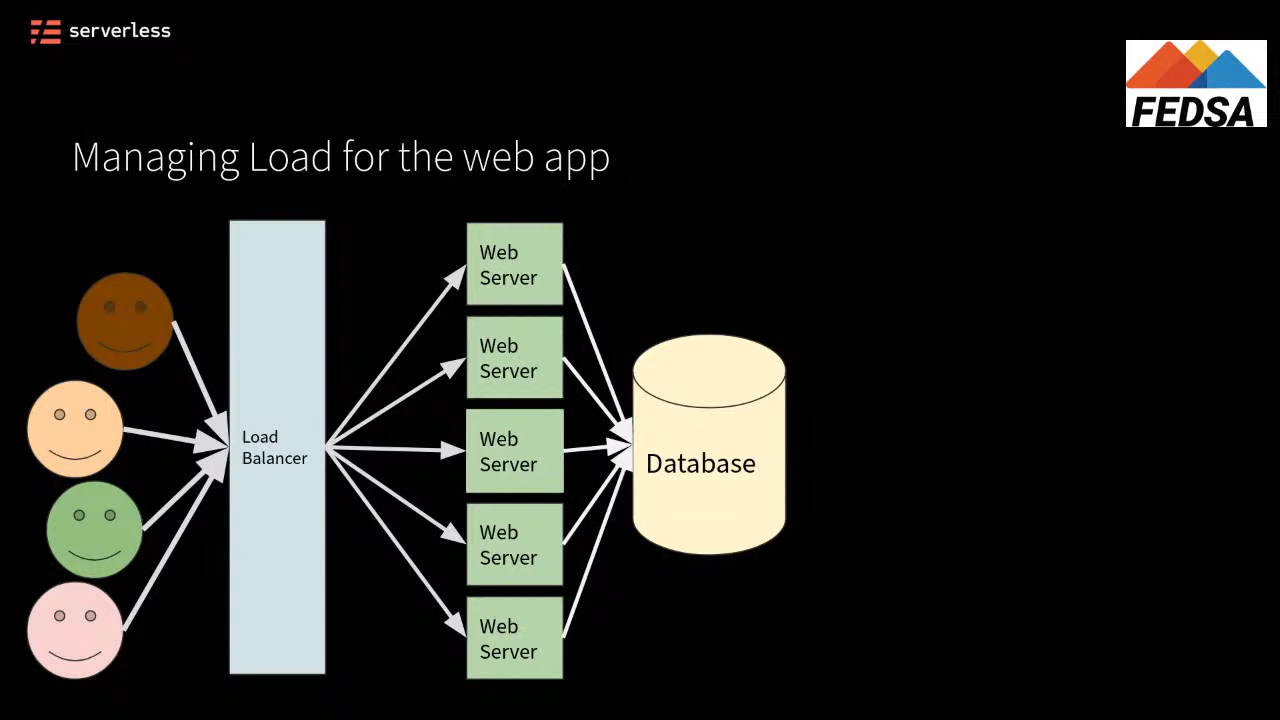 serverless
FEDSA
Managing Load for the web app
Load
Balancer
Web
Server
Web
Server
Web
Server
Web
Server
Web
Server
Database